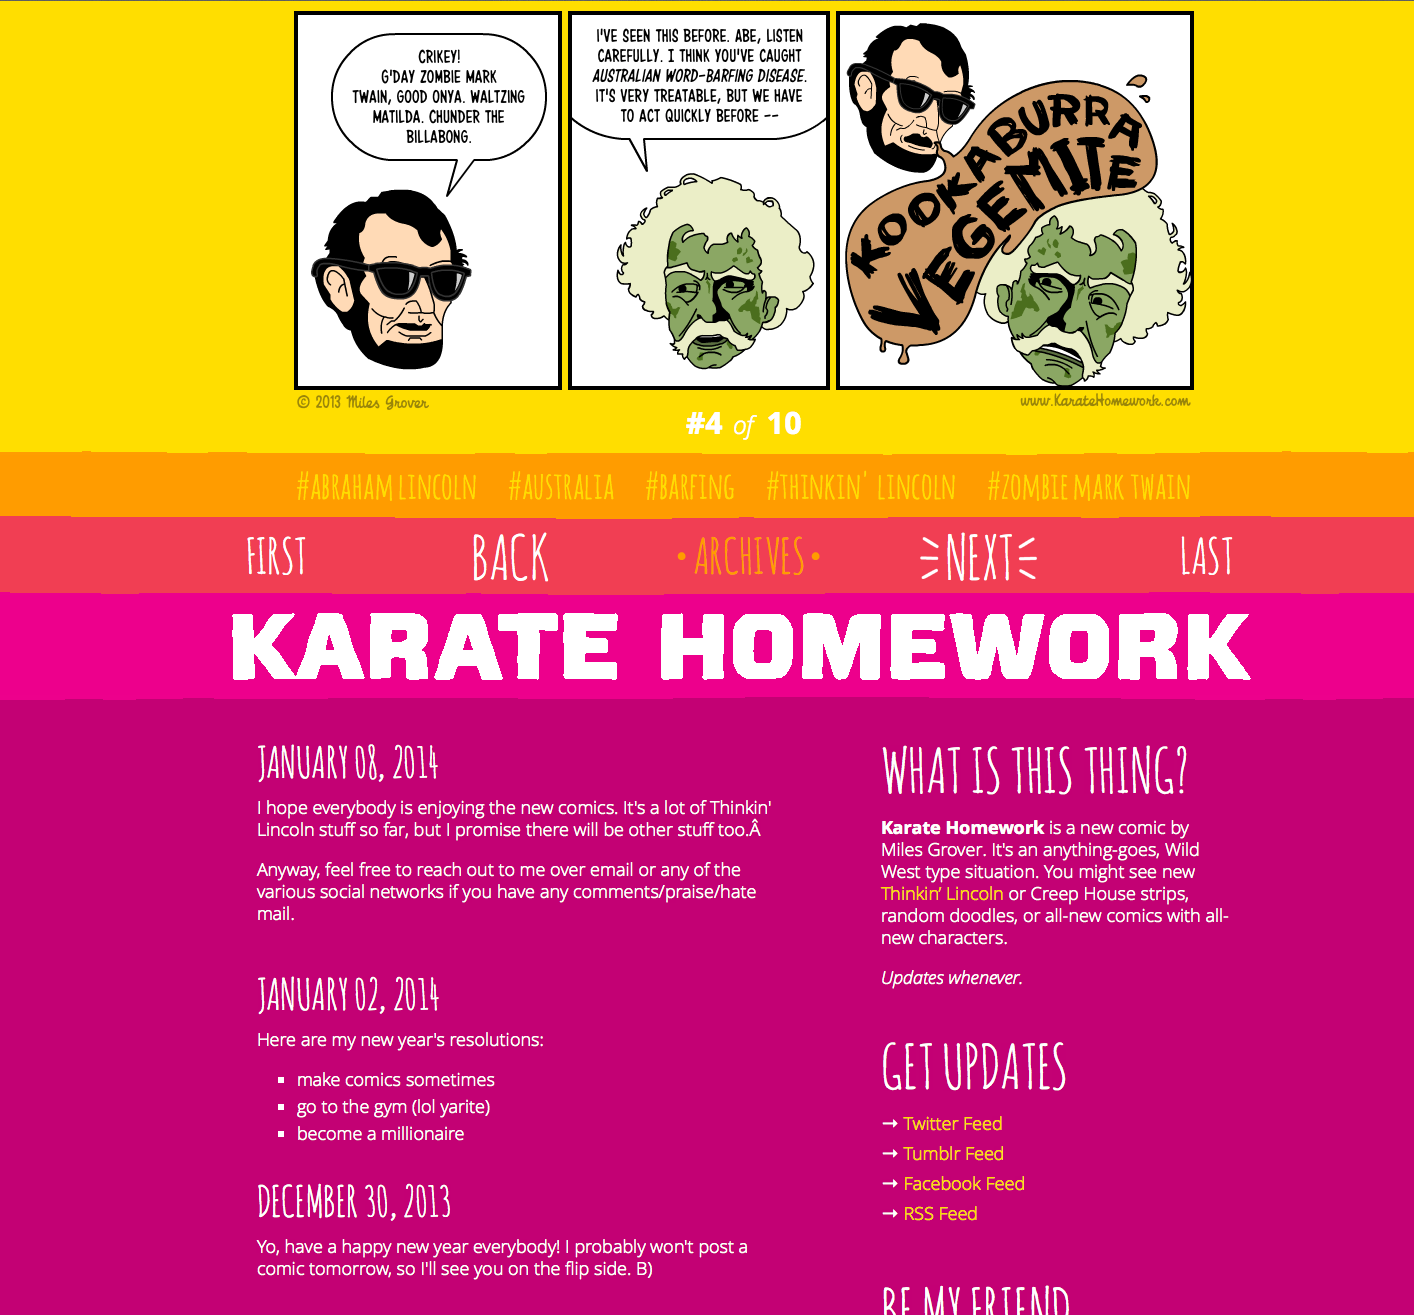 CRIKEY!
G'DAY ZOMBIE MARK
TWAIN, GOOD ONYA. WALTZING
MATILDA. CHUNDER THE
BILLABONG.
I'VE SEEN THIS BEFORE. ABE, LISTEN
CAREFULLY. I THINK YOU'VE CAUGHT
AUSTRALIAN WORD-BARFING DISEASE.
IT'S VERY TREATABLE, BUT WE HAVE
TO ACT QUICKLY BEFORE --
KOOKABURRA
VEGEMITE
© 2013 Miles Grover
www.KarateHomework.com
#4 of 10
#ABRAHAM LINCOLN #AUSTRALIA #BARFING #THINKIN' LINCOLN #ZOMBIE MARK TWAIN
FIRST BACK • ARCHIVES • NEXT LAST
KARATE HOMEWORK
JANUARY 08, 2014
I hope everybody is enjoying the new comics. It's a lot of Thinkin'
Lincoln stuff so far, but I promise there will be other stuff too.Â
Anyway, feel free to reach out to me over email or any of the
various social networks if you have any comments/praise/hate
mail.
JANUARY 02, 2014
Here are my new year's resolutions:
▪ make comics sometimes
▪ go to the gym (lol yarite)
▪ become a millionaire
DECEMBER 30, 2013
Yo, have a happy new year everybody! I probably won't post a
comic tomorrow, so I'll see you on the flip side. B)
WHAT IS THIS THING?
Karate Homework is a new comic by
Miles Grover. It's an anything-goes, Wild
West type situation. You might see new
Thinkin' Lincoln or Creep House strips,
random doodles, or all-new comics with all-
new characters.
Updates whenever.
GET UPDATES
→ Twitter Feed
→ Tumblr Feed
→ Facebook Feed
→ RSS Feed
BE MY FRIEND